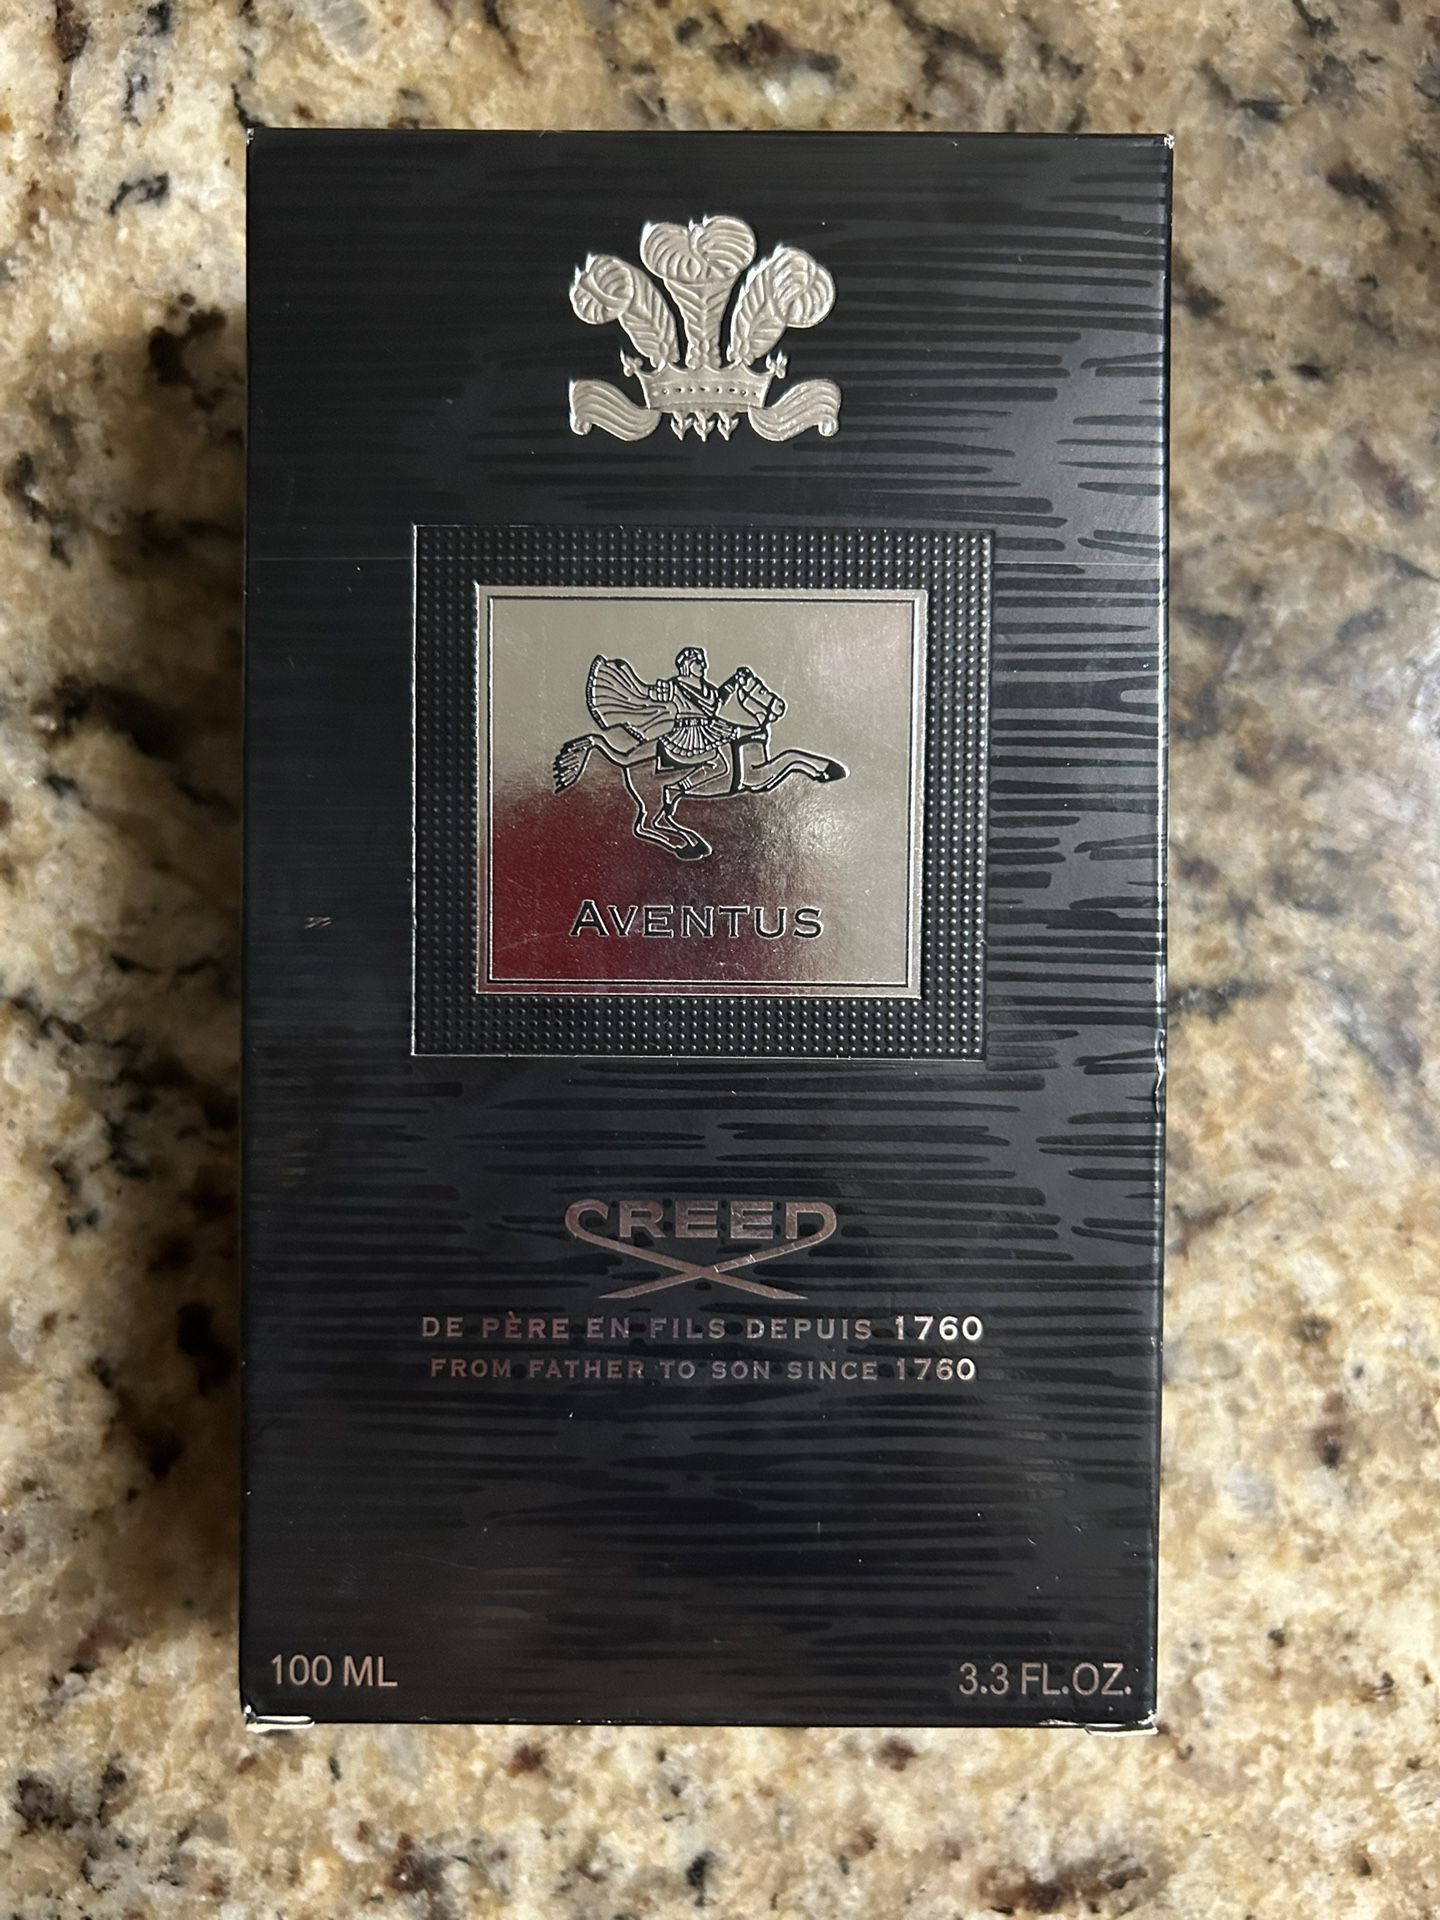 AVENTUS
CREED
DE PÈRE EN FILS DEPUIS 1760
FROM FATHER TO SON SINCE 1760
100 ML
3.3 FL.OZ.